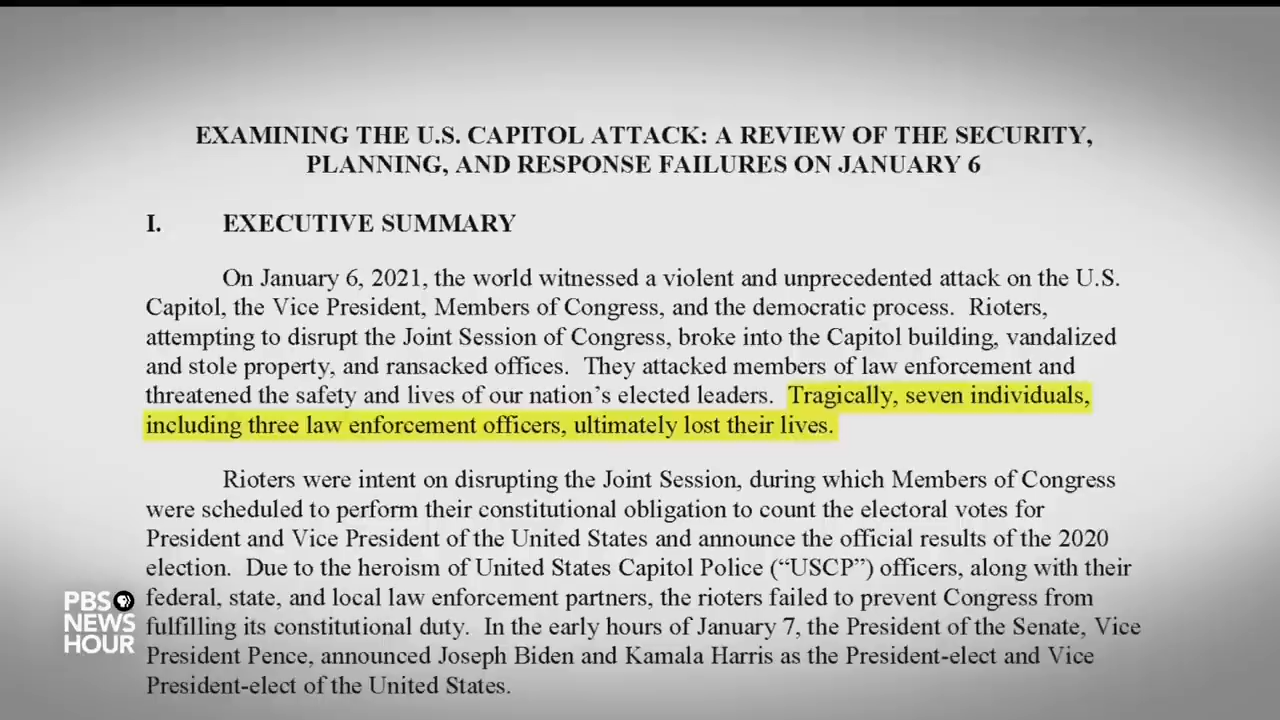 EXAMINING THE U.S. CAPITOL ATTACK: A REVIEW OF THE SECURITY,
PLANNING, AND RESPONSE FAILURES ON JANUARY 6
I. EXECUTIVE SUMMARY
On January 6, 2021, the world witnessed a violent and unprecedented attack on the U.S.
Capitol, the Vice President, Members of Congress, and the democratic process. Rioters,
attempting to disrupt the Joint Session of Congress, broke into the Capitol building, vandalized
and stole property, and ransacked offices. They attacked members of law enforcement and
threatened the safety and lives of our nation’s elected leaders. Tragically, seven individuals,
including three law enforcement officers, ultimately lost their lives.
Rioters were intent on disrupting the Joint Session, during which Members of Congress
were scheduled to perform their constitutional obligation to count the electoral votes for
President and Vice President of the United States and announce the official results of the 2020
election. Due to the heroism of United States Capitol Police (“USCP”) officers, along with their
federal, state, and local law enforcement partners, the rioters failed to prevent Congress from
fulfilling its constitutional duty. In the early hours of January 7, the President of the Senate, Vice
President Pence, announced Joseph Biden and Kamala Harris as the President-elect and Vice
President-elect of the United States.
PBS
NEWS
HOUR